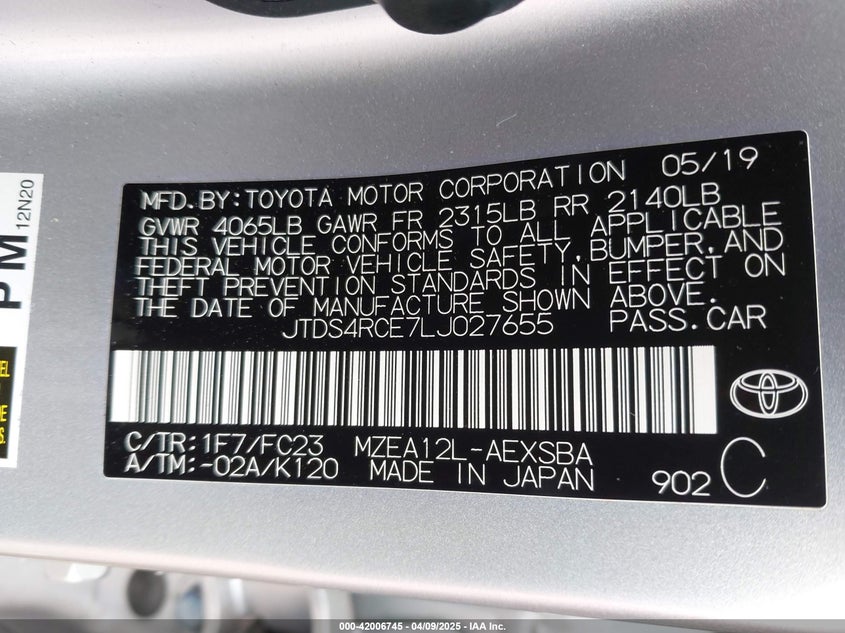 MFD.BY:TOYOTA MOTOR CORPORATION 05/19
GVWR 4065LB GAWR FR 2315LB RR 2140LB
THIS VEHICLE CONFORMS TO ALL APPLICABLE
FEDERAL MOTOR VEHICLE SAFETY,BUMPER,AND
THEFT PREVENTION STANDARDS IN EFFECT ON
THE DATE OF MANUFACTURE SHOWN ABOVE.
JTDS4RCE7LJ027655 PASS.CAR
C/TR:1F7/FC23 MZEA12L-AEXSBA
A/TM:-02A/K120 MADE IN JAPAN
902 C
PM
12N20
000-42006745 - 04/09/2025 - IAA Inc.